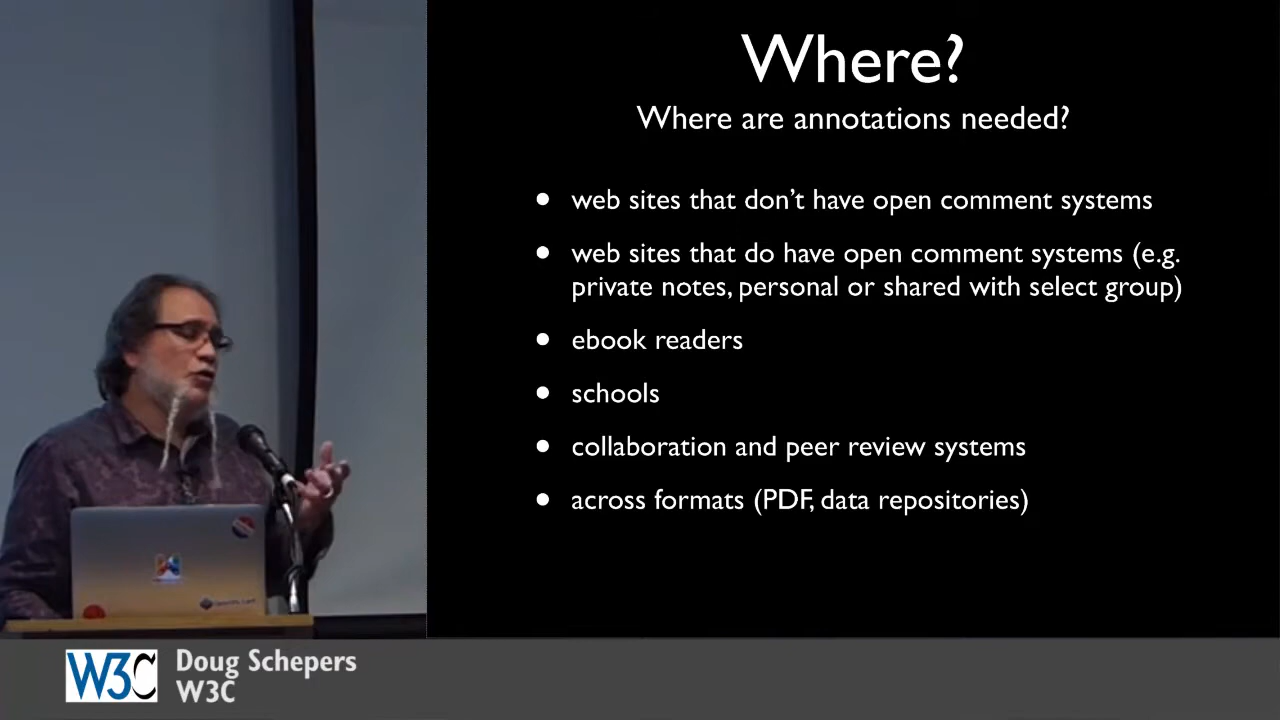 Where?
Where are annotations needed?
• web sites that don't have open comment systems
• web sites that do have open comment systems (e.g.
private notes, personal or shared with select group)
• ebook readers
• schools
• collaboration and peer review systems
• across formats (PDF, data repositories)
W3C
Doug Schepers
W3C